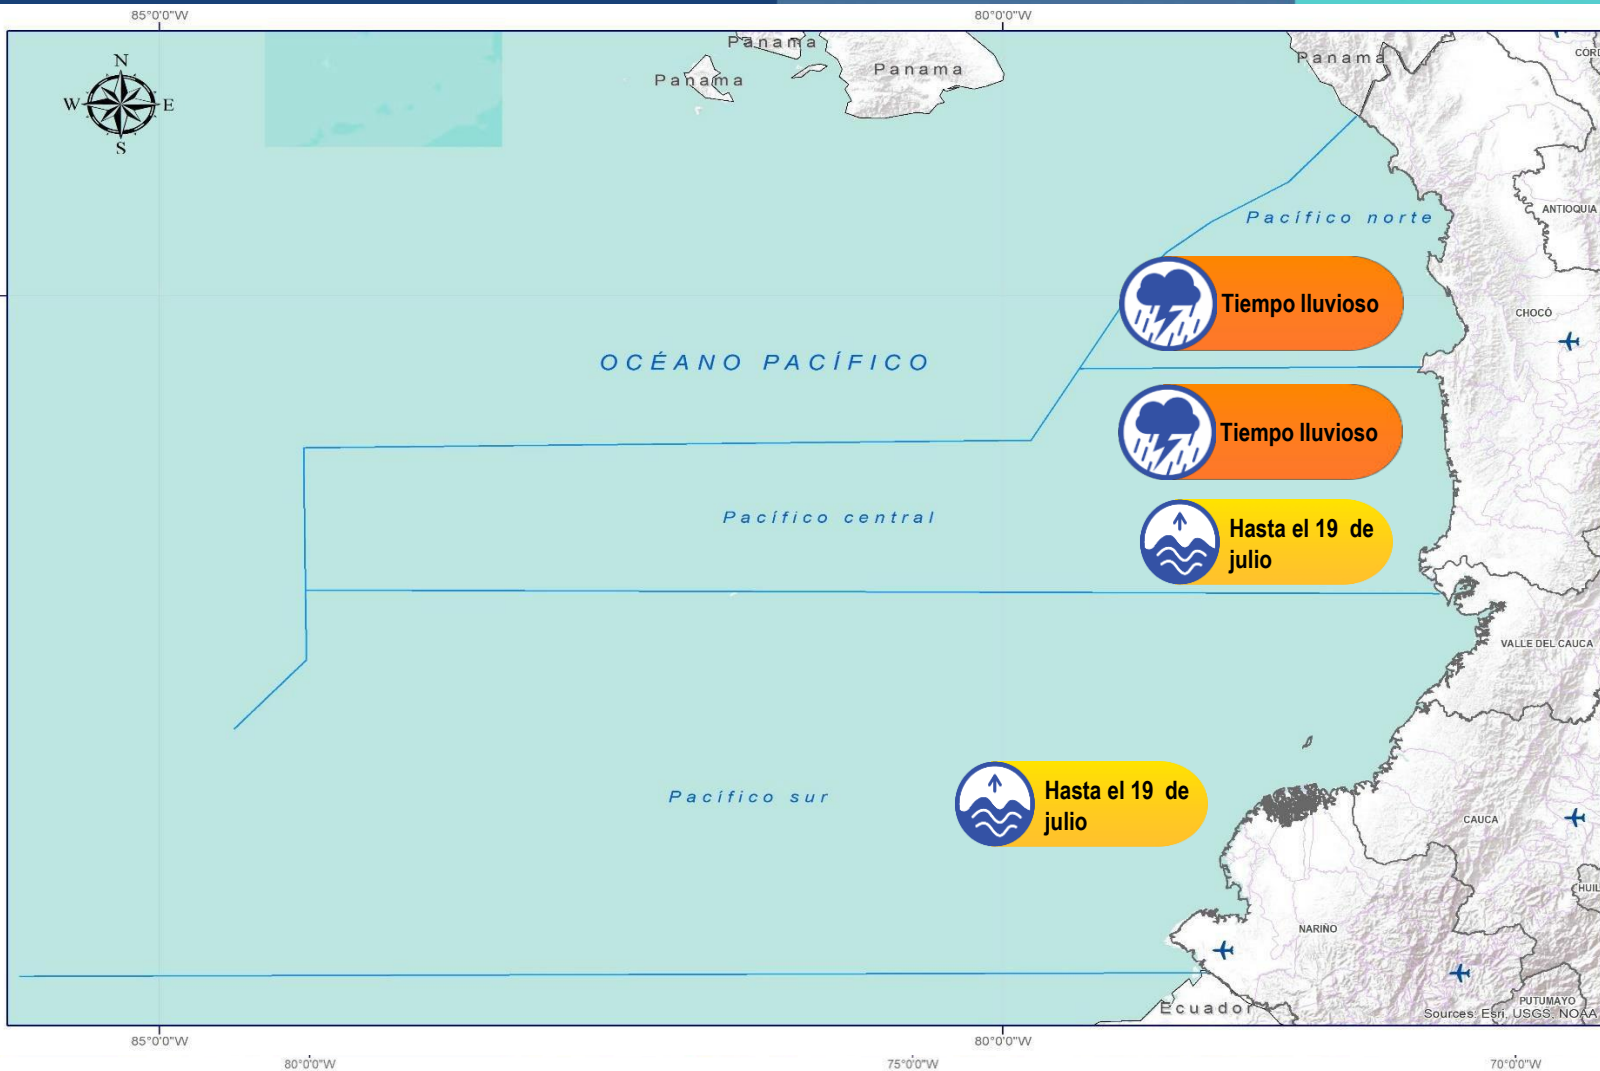 85°0'0"W
80°0'0"W
N
W
E
S
Panama
Panama
Panama
Panama
ANTIOQUIA
Pacífico norte
Tiempo lluvioso
CHOCÓ
OCÉANO PACÍFICO
Tiempo lluvioso
Pacífico central
Hasta el 19 de
julio
VALLE DEL CAUCA
Pacífico sur
Hasta el 19 de
julio
CAUCA
HUIL
NARIÑO
Ecuador
PUTUMAYO
Sources: Esri, USGS, NOAA
85°0'0"W
80°0'0"W
80°0'0"W
75°0'0"W
70°0'0"W